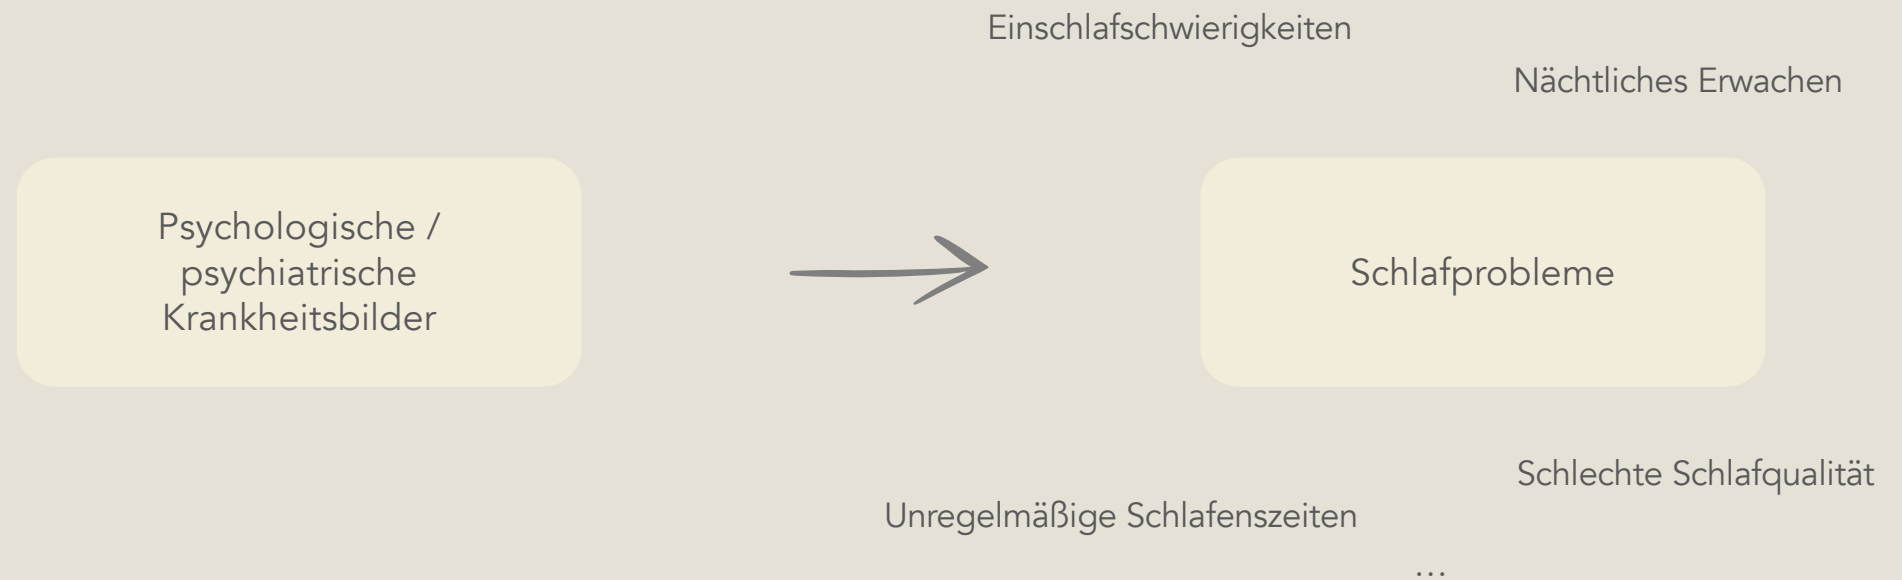 Einschlafschwierigkeiten
Nächtliches Erwachen
Psychologische /
psychiatrische
Krankheitsbilder
Schlafprobleme
Schlechte Schlafqualität
Unregelmäßige Schlafenszeiten
...